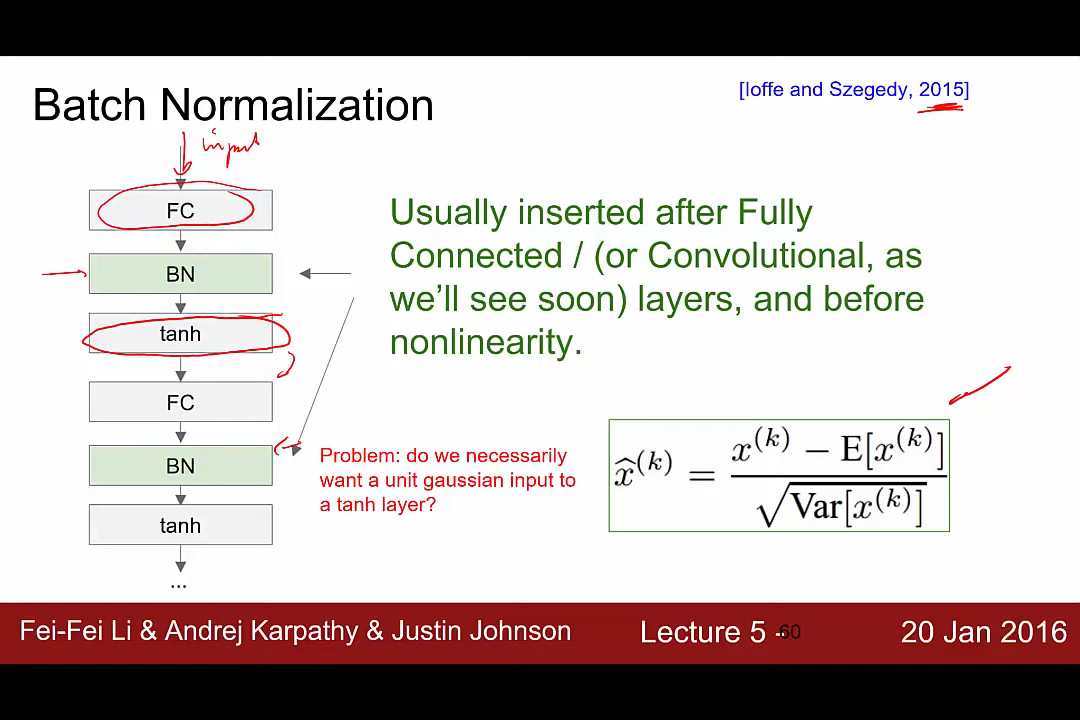 Batch Normalization
[Ioffe and Szegedy, 2015]
input
FC
BN
tanh
FC
BN
tanh
...
Usually inserted after Fully
Connected / (or Convolutional, as
we'll see soon) layers, and before
nonlinearity.
Problem: do we necessarily
want a unit gaussian input to
a tanh layer?
x̂^(k) = (x^(k) − E[x^(k)]) / √Var[x^(k)]
Fei-Fei Li & Andrej Karpathy & Justin Johnson
Lecture 5 - 60
20 Jan 2016